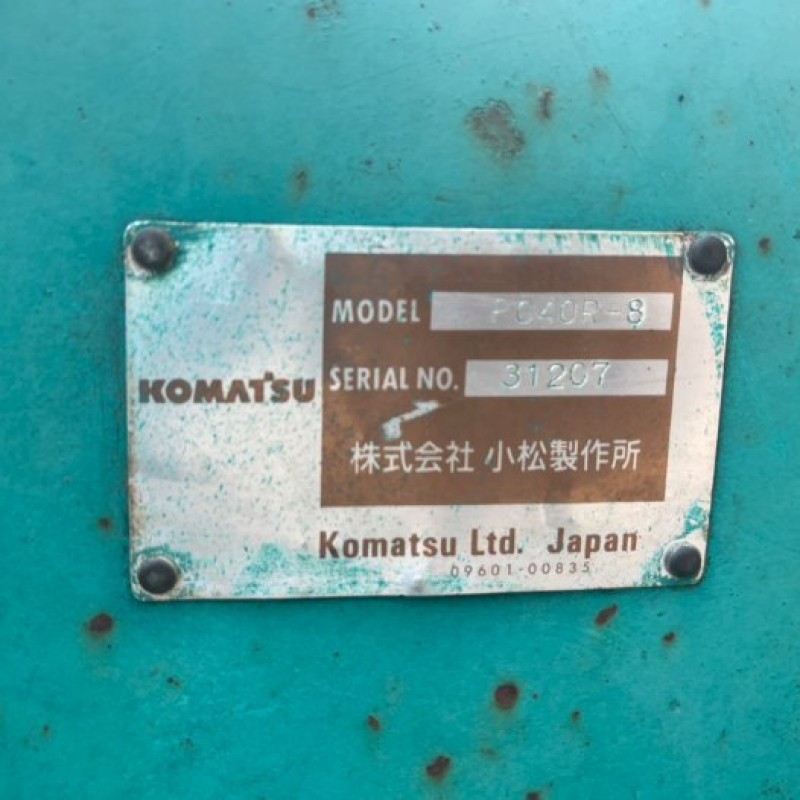 MODEL PC40R-8
KOMATSU SERIAL NO. 31207
株式会社 小松製作所
Komatsu Ltd. Japan
09601-00835